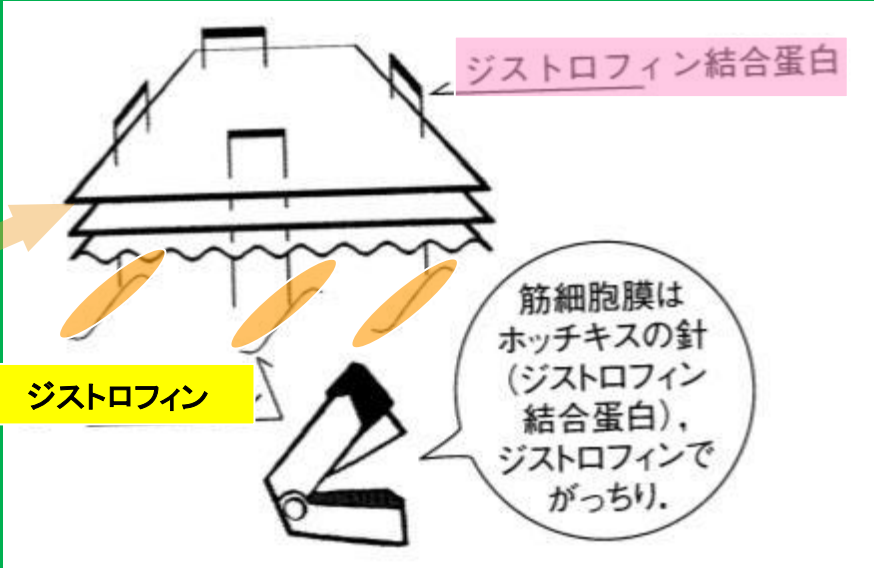 ジストロフィン結合蛋白
筋細胞膜は
ホッチキスの針
(ジストロフィン
結合蛋白),
ジストロフィンで
がっちり.
ジストロフィン